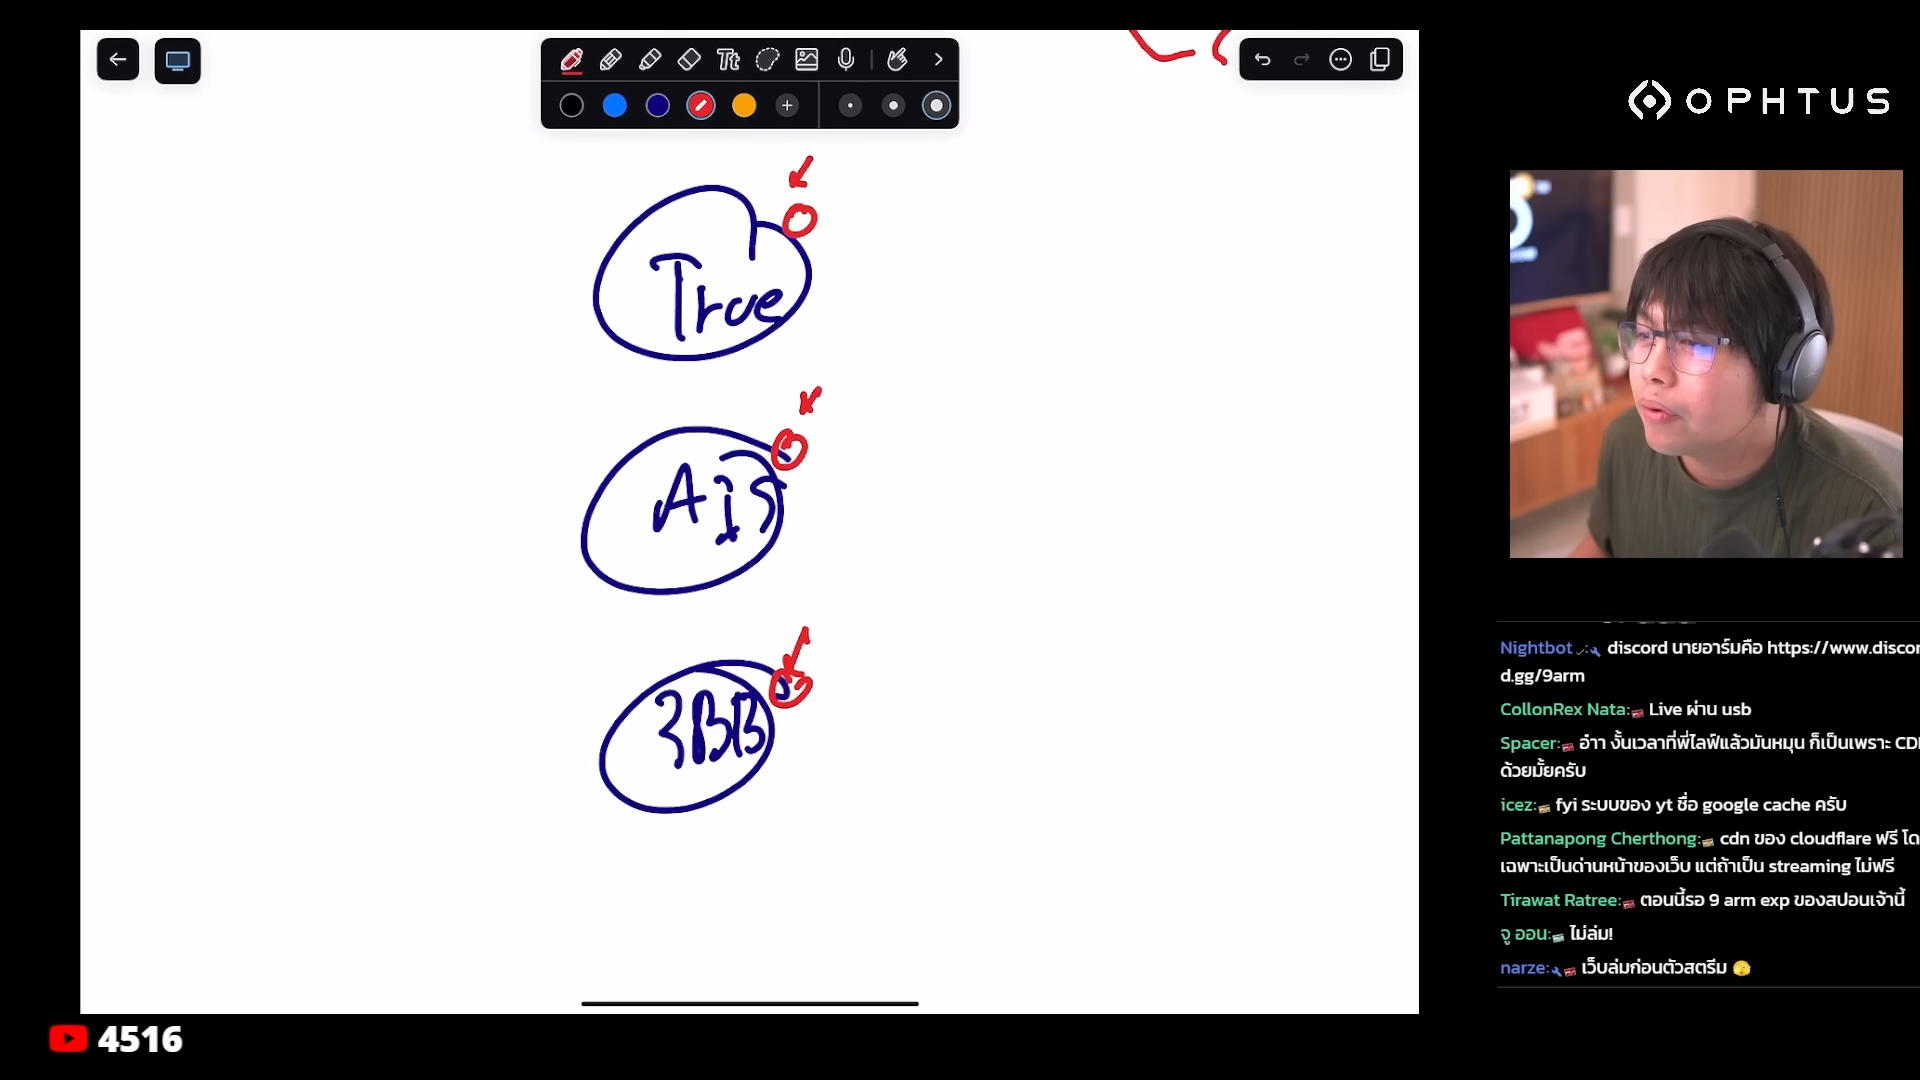 Tt
OPHTUS
True
AIS
3BB
Nightbot: discord นายอาร์มคือ https://www.discor
d.gg/9arm
CollonRex Nata: Live ผ่าน usb
Spacer: อ๋าา งั้นเวลาที่พี่ไลฟ์แล้วมันหมุน ก็เป็นเพราะ CD
ด้วยมั้ยครับ
icez: fyi ระบบของ yt ชื่อ google cache ครับ
Pattanapong Cherthong: cdn ของ cloudflare ฟรี โด
เฉพาะเป็นด่านหน้าของเว็บ แต่ถ้าเป็น streaming ไม่ฟรี
Tirawat Ratree: ตอนนี้รอ 9 arm exp ของสปอนเจ้านี้
จู ออน: ไม่ล่ม!
narze: เว็บล่มก่อนตัวสตรีม 🫣
4516